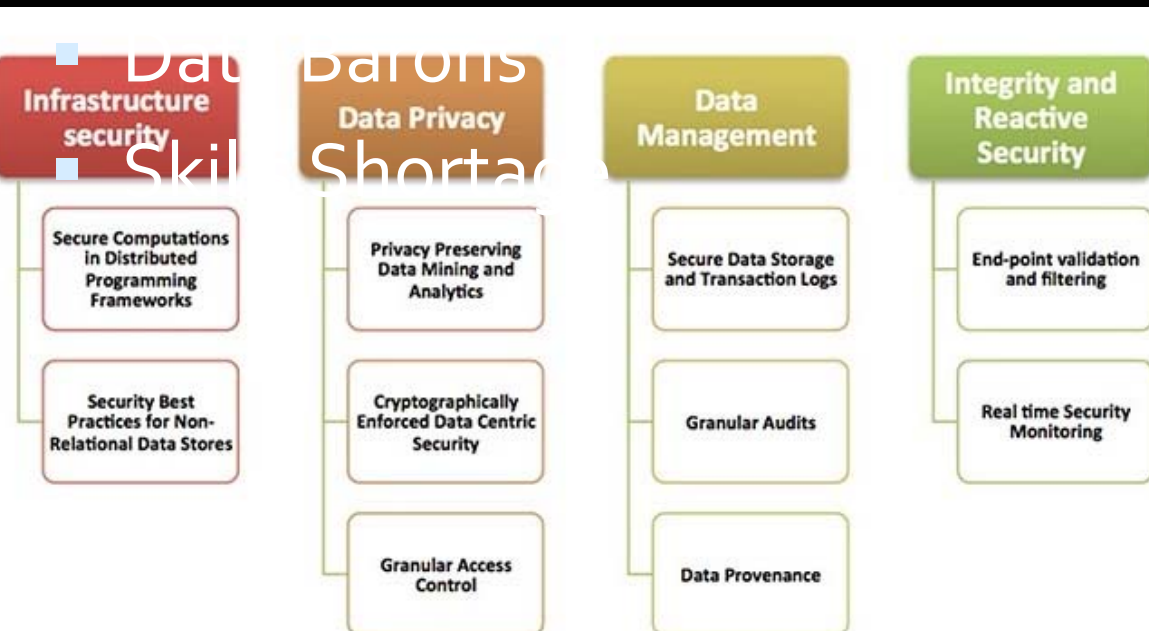 Data Barons
Skills Shortage
Infrastructure
security
Secure Computations
in Distributed
Programming
Frameworks
Security Best
Practices for Non-
Relational Data Stores
Data Privacy
Privacy Preserving
Data Mining and
Analytics
Cryptographically
Enforced Data Centric
Security
Granular Access
Control
Data
Management
Secure Data Storage
and Transaction Logs
Granular Audits
Data Provenance
Integrity and
Reactive
Security
End-point validation
and filtering
Real time Security
Monitoring